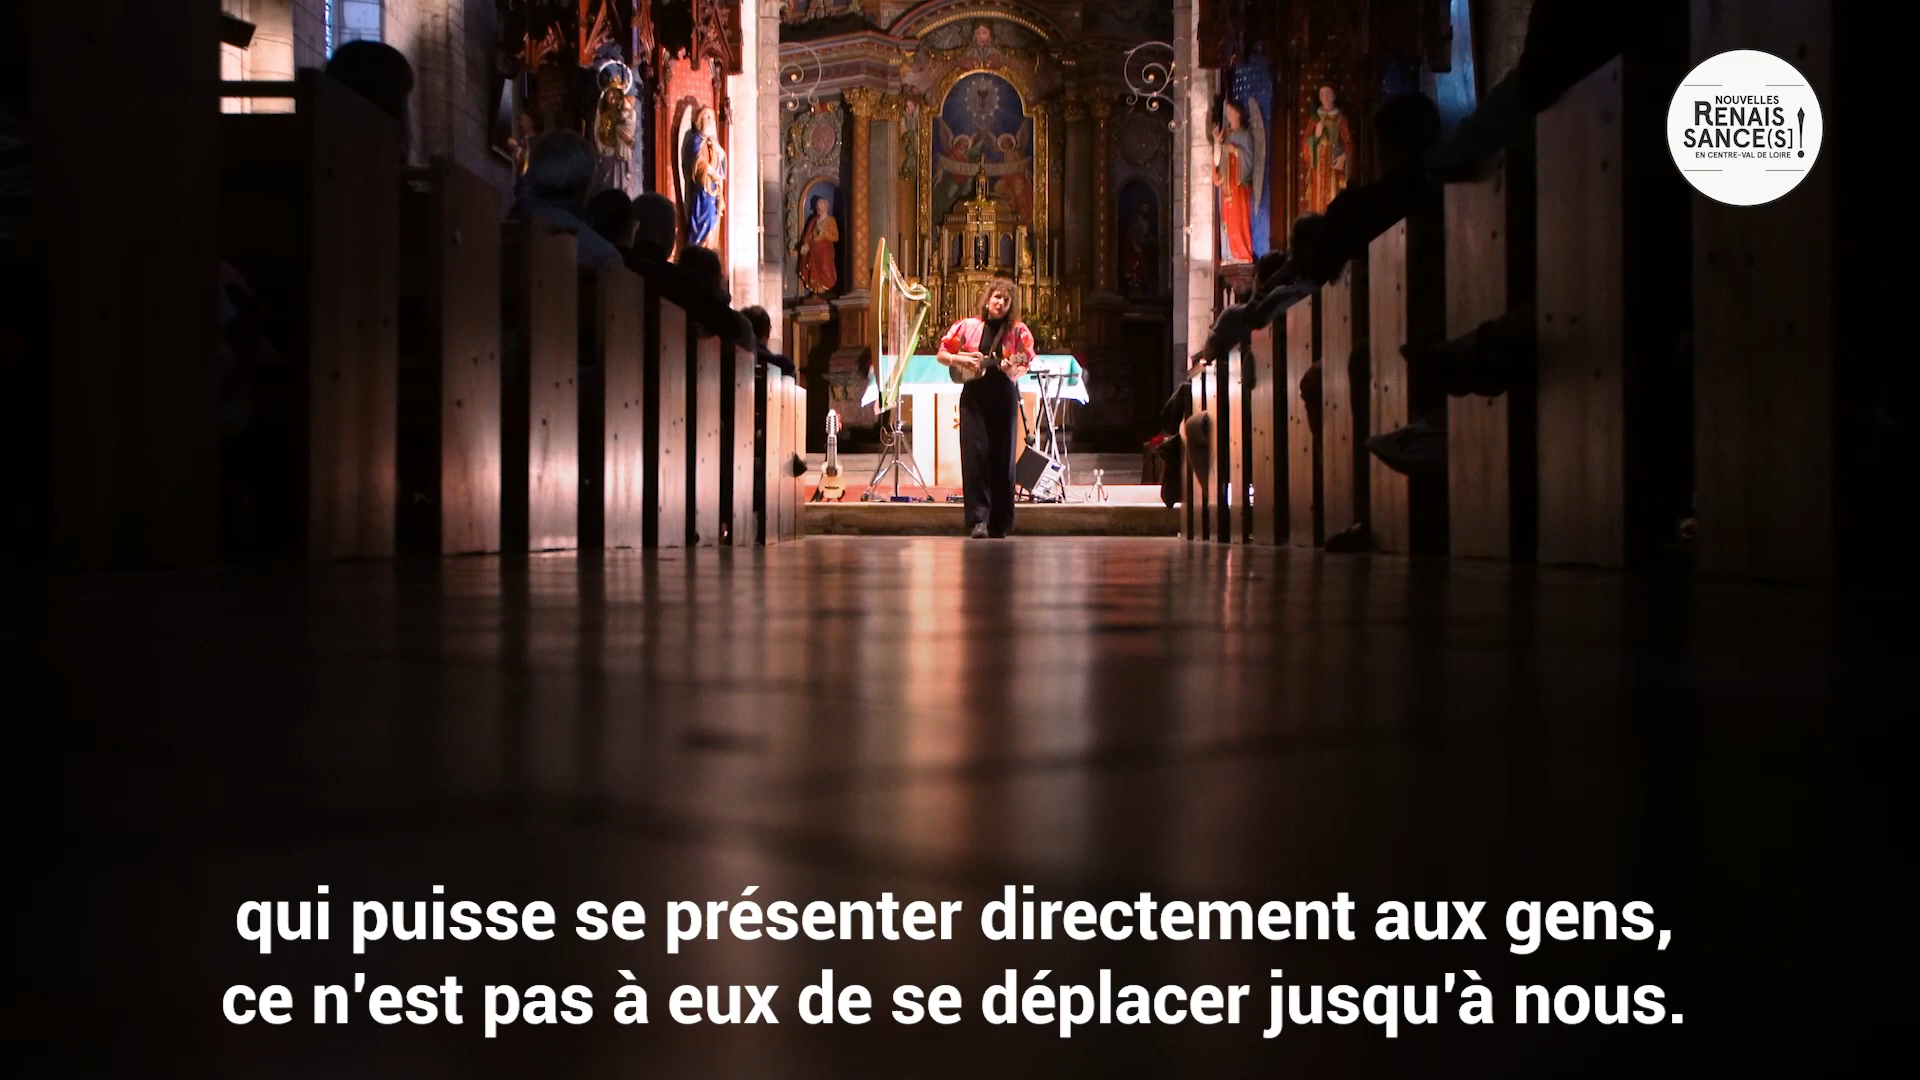 NOUVELLES
RENAIS
SANCE(S)!
EN CENTRE-VAL DE LOIRE
qui puisse se présenter directement aux gens,
ce n'est pas à eux de se déplacer jusqu'à nous.